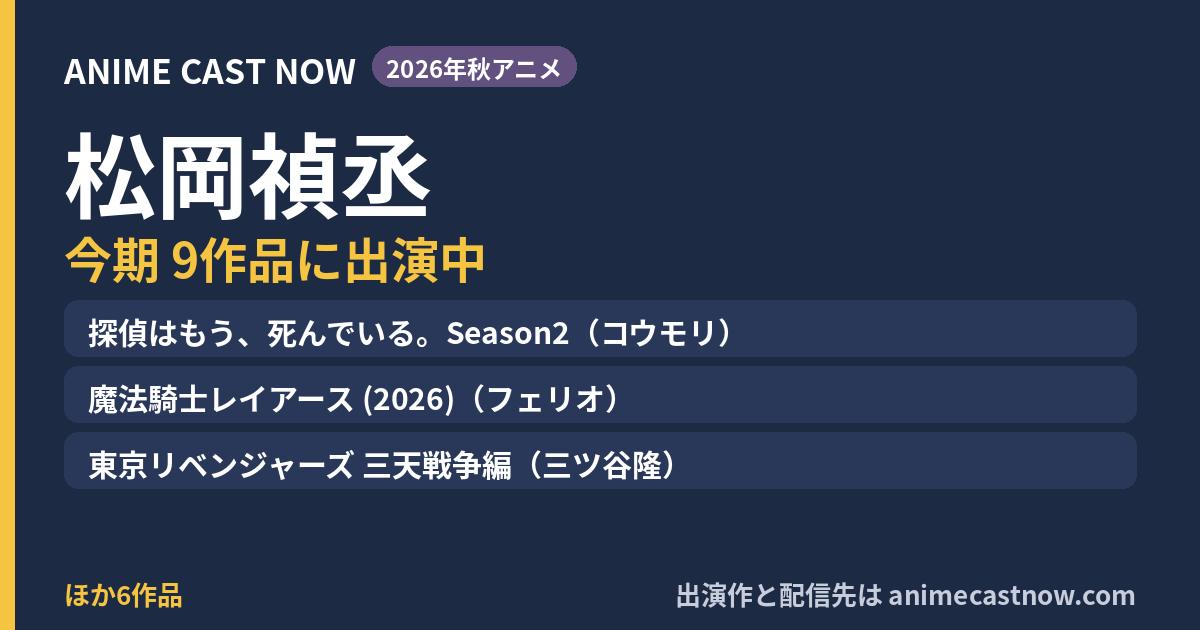 ANIME CAST NOW 2026年秋アニメ
松岡禎丞
今期 9作品に出演中
探偵はもう、死んでいる。Season2（コウモリ）
魔法騎士レイアース (2026)（フェリオ）
東京リベンジャーズ 三天戦争編（三ツ谷隆）
ほか6作品
出演作と配信先は animecastnow.com